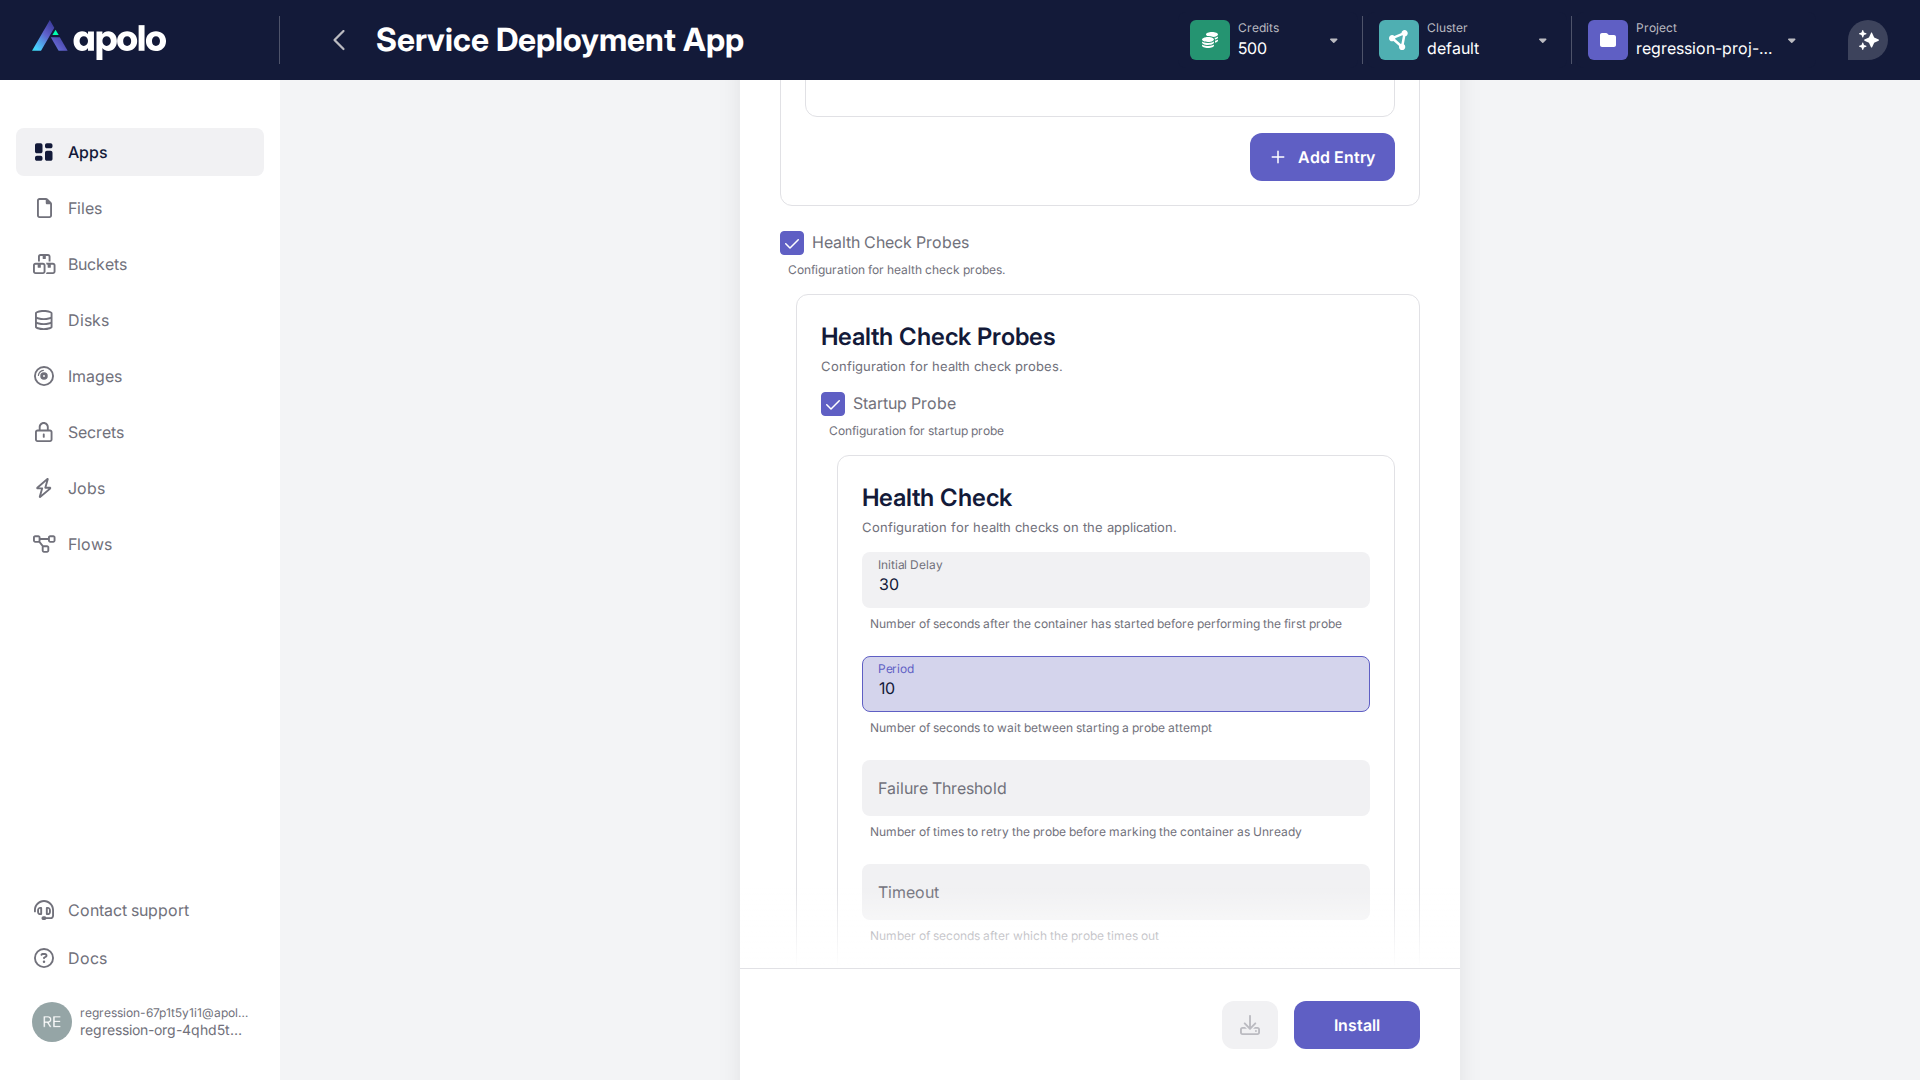 apolo
Service Deployment App
Credits
500
Cluster
default
Project
regression-proj-...
Apps
Files
Buckets
Disks
Images
Secrets
Jobs
Flows
Contact support
Docs
RE
regression-67p1t5y1i1@apol...
regression-org-4qhd5t...
Add Entry
Health Check Probes
Configuration for health check probes.
Health Check Probes
Configuration for health check probes.
Startup Probe
Configuration for startup probe
Health Check
Configuration for health checks on the application.
Initial Delay
30
Number of seconds after the container has started before performing the first probe
Period
10
Number of seconds to wait between starting a probe attempt
Failure Threshold
Number of times to retry the probe before marking the container as Unready
Timeout
Number of seconds after which the probe times out
Install